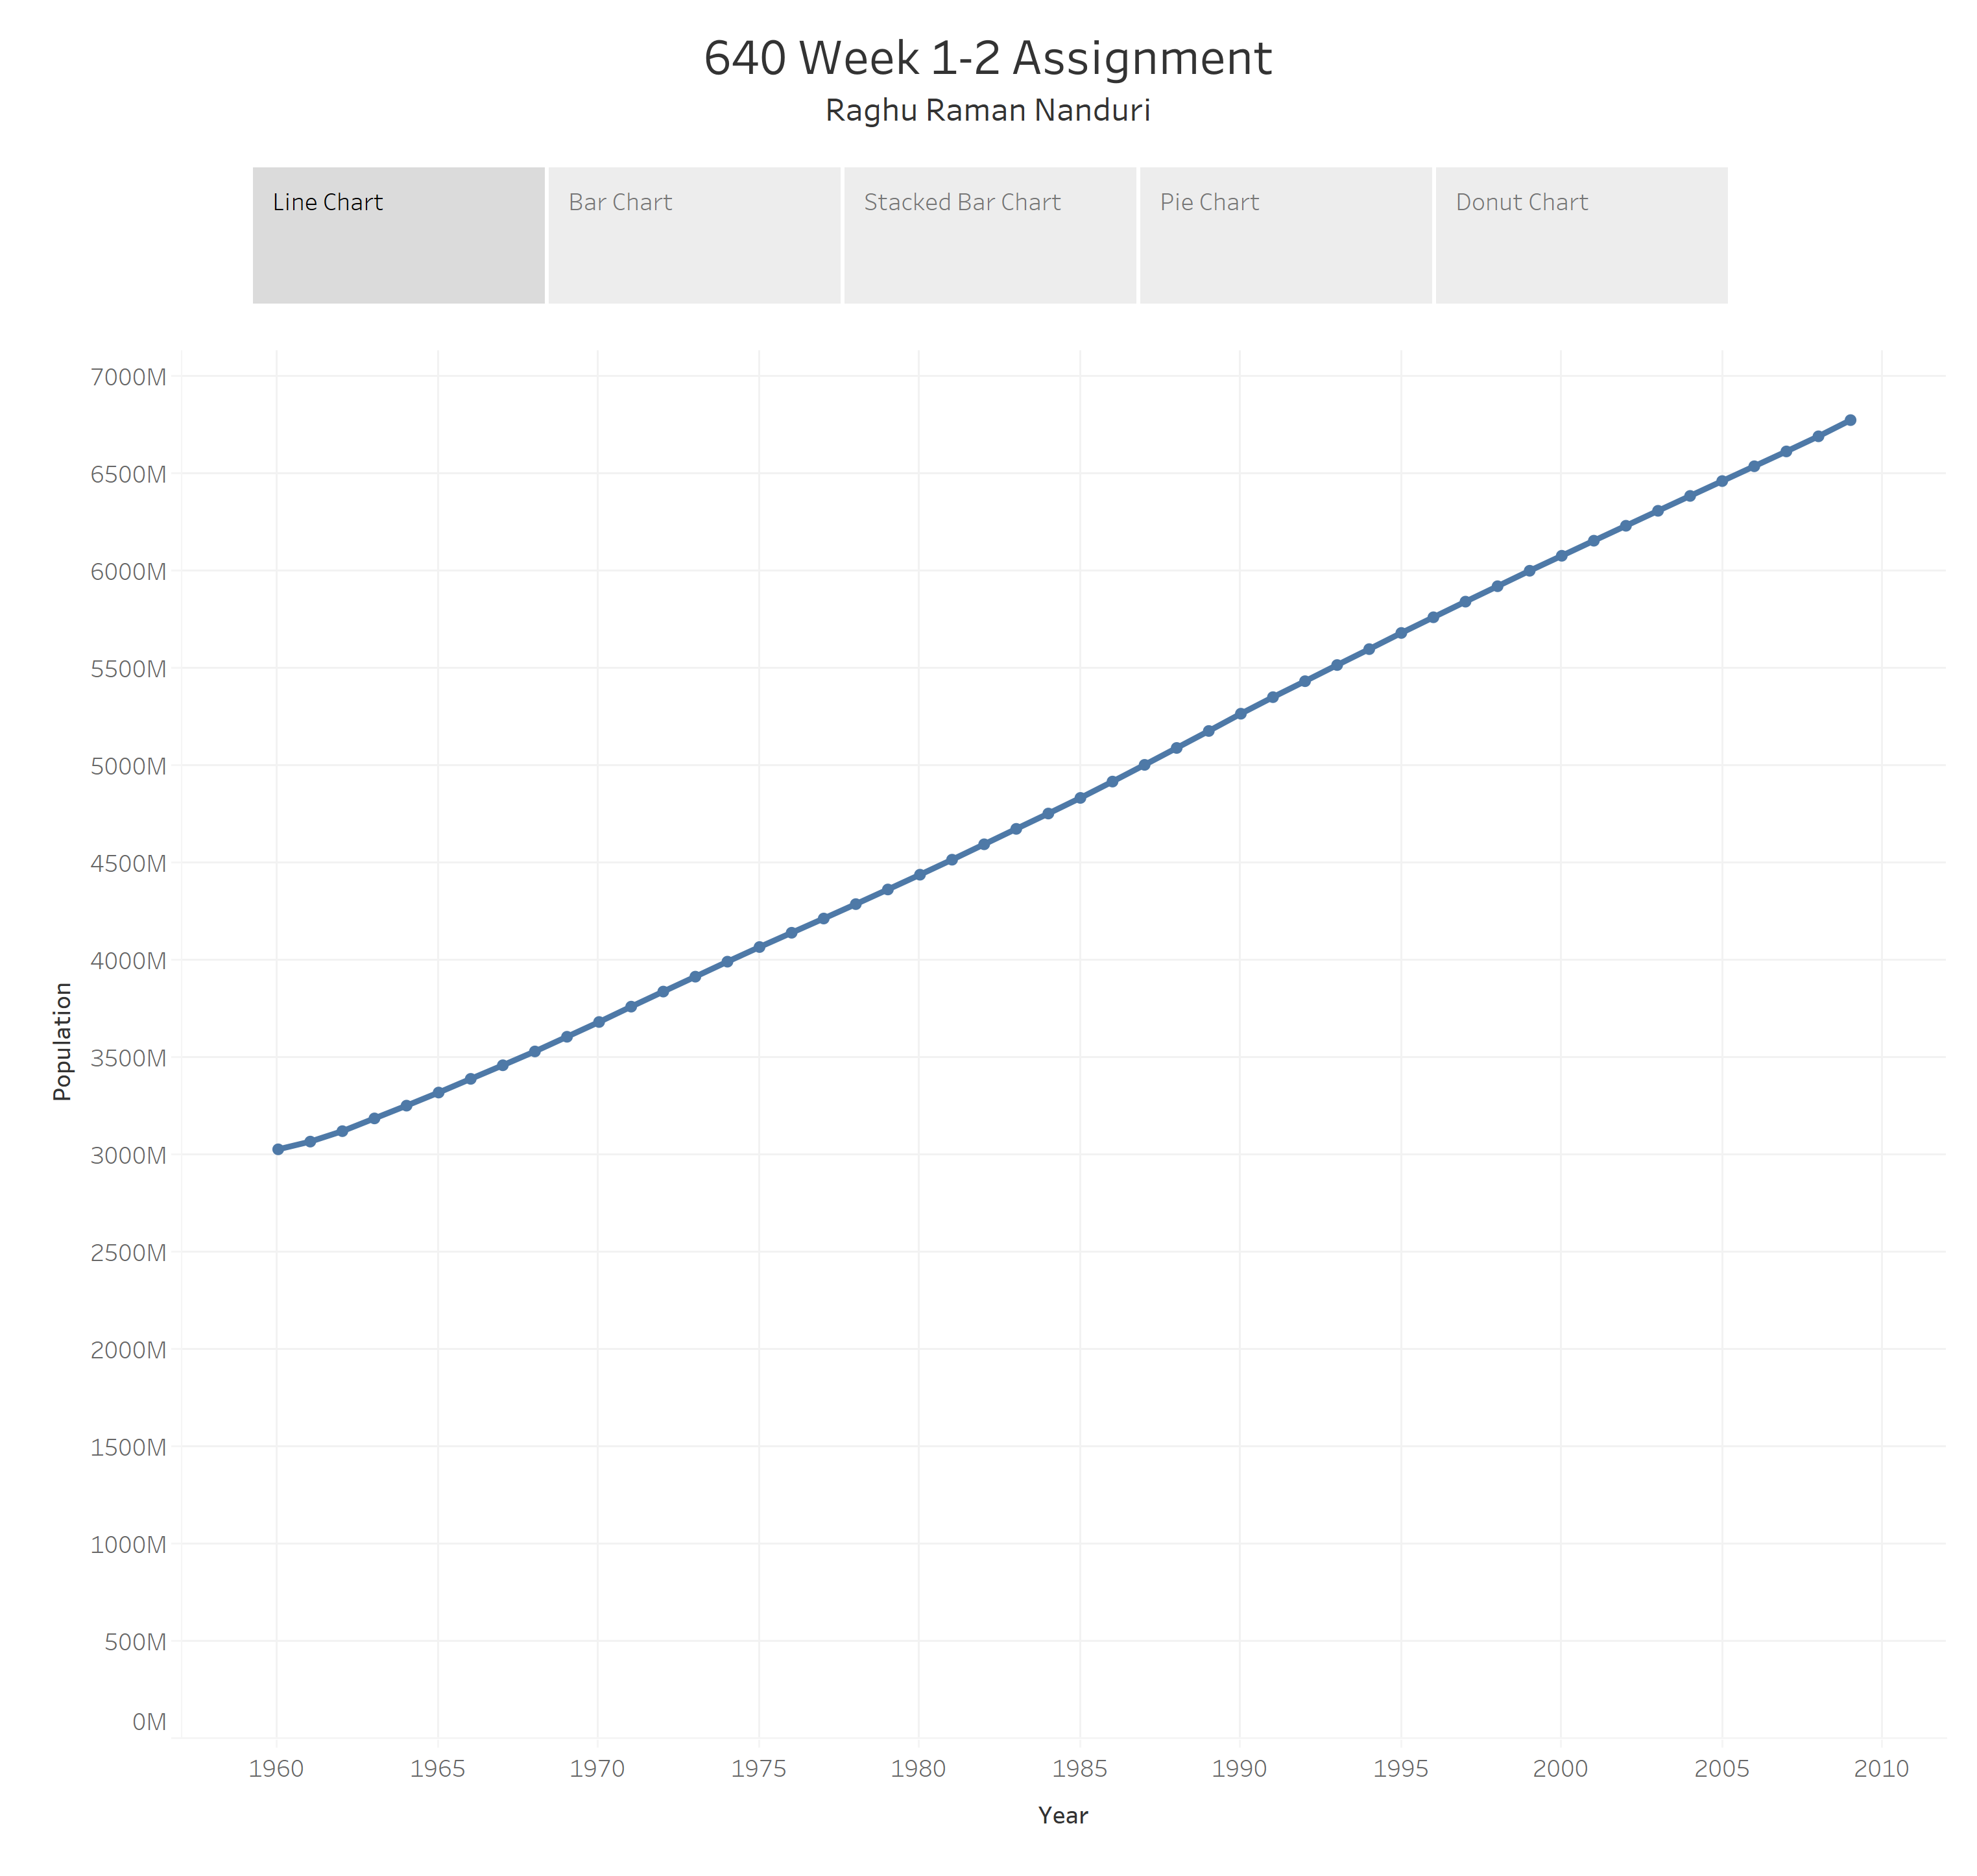 640 Week 1-2 Assignment
Raghu Raman Nanduri
Line Chart
Bar Chart
Stacked Bar Chart
Pie Chart
Donut Chart
7000M
6500M
6000M
5500M
5000M
4500M
4000M
3500M
3000M
2500M
2000M
1500M
1000M
500M
0M
Population
1960 1965 1970 1975 1980 1985 1990 1995 2000 2005 2010
Year